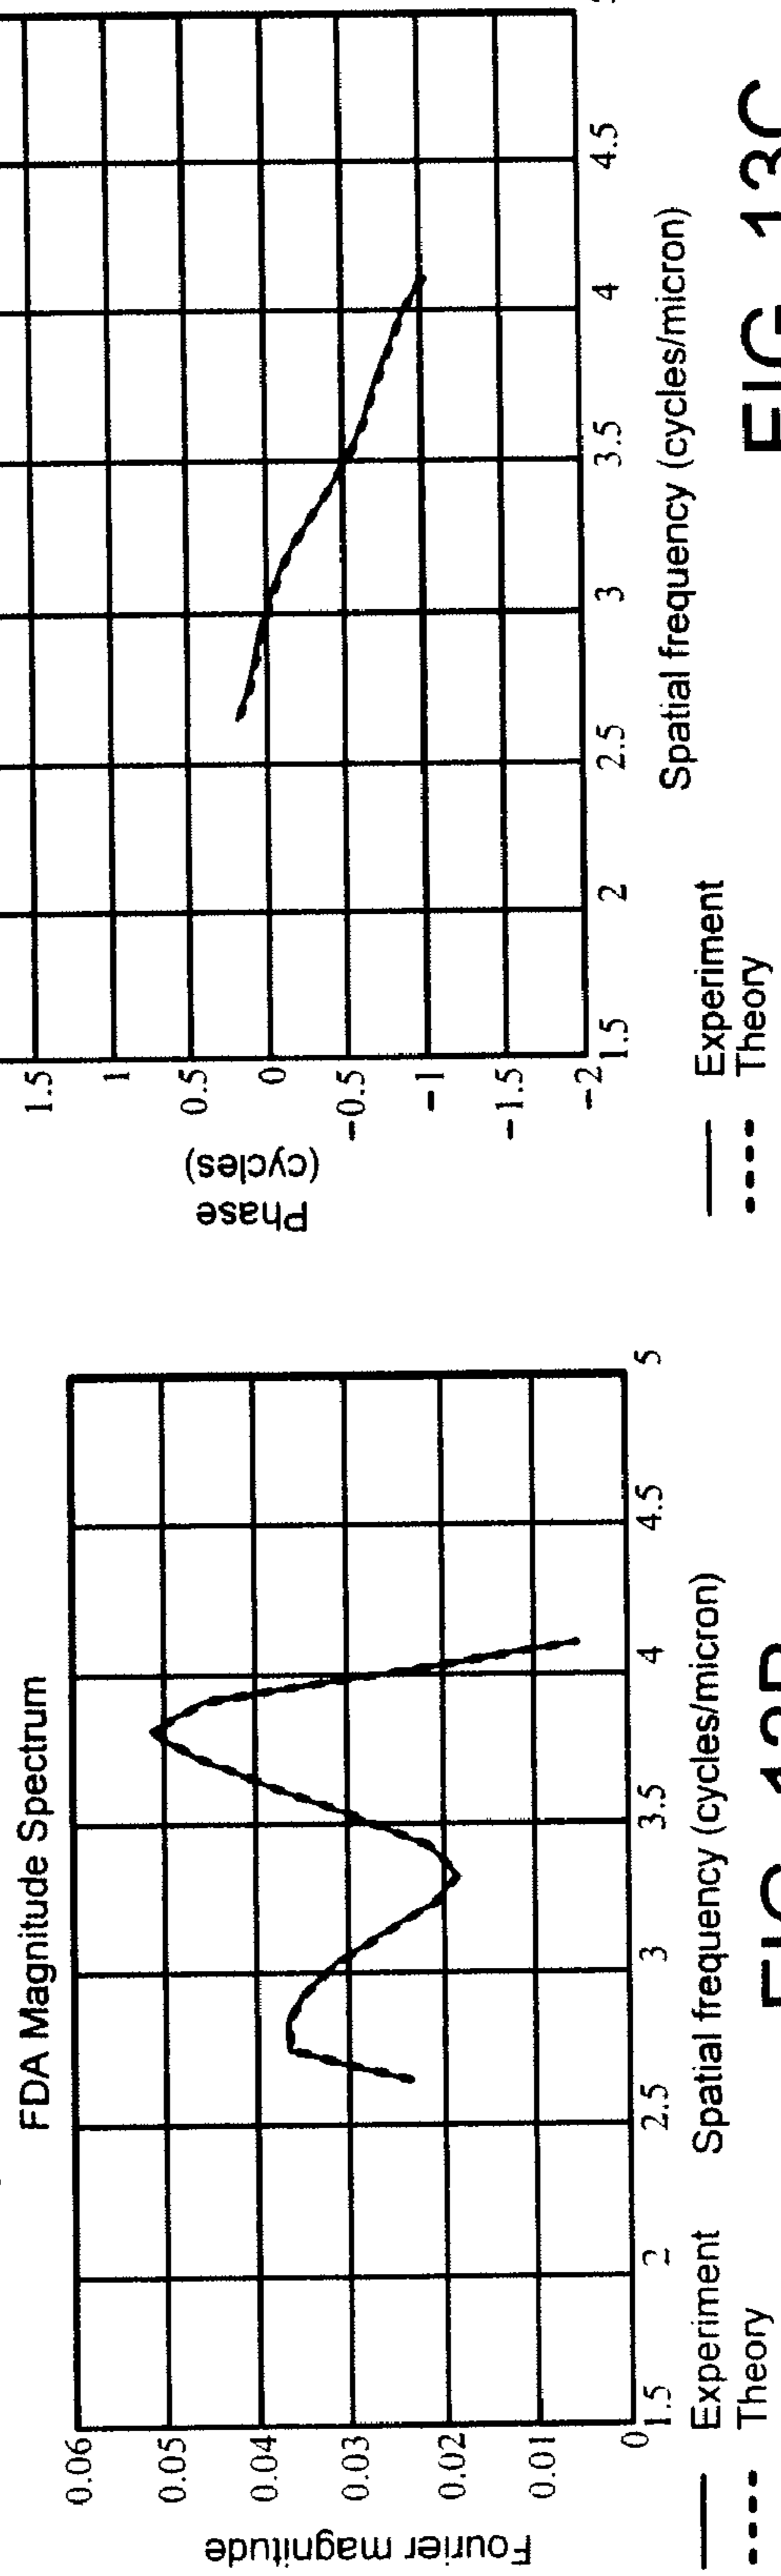 FDA Magnitude Spectrum
Fourier magnitude
0.06
0.05
0.04
0.03
0.02
0.01
0
1.5
2
2.5
3
3.5
4
4.5
5
Spatial frequency (cycles/micron)
Experiment
Theory
Phase
(cycles)
1.5
1
0.5
0
-0.5
-1
-1.5
-2
1.5
2
2.5
3
3.5
4
4.5
Spatial frequency (cycles/micron)
Experiment
Theory
FIG. 13C